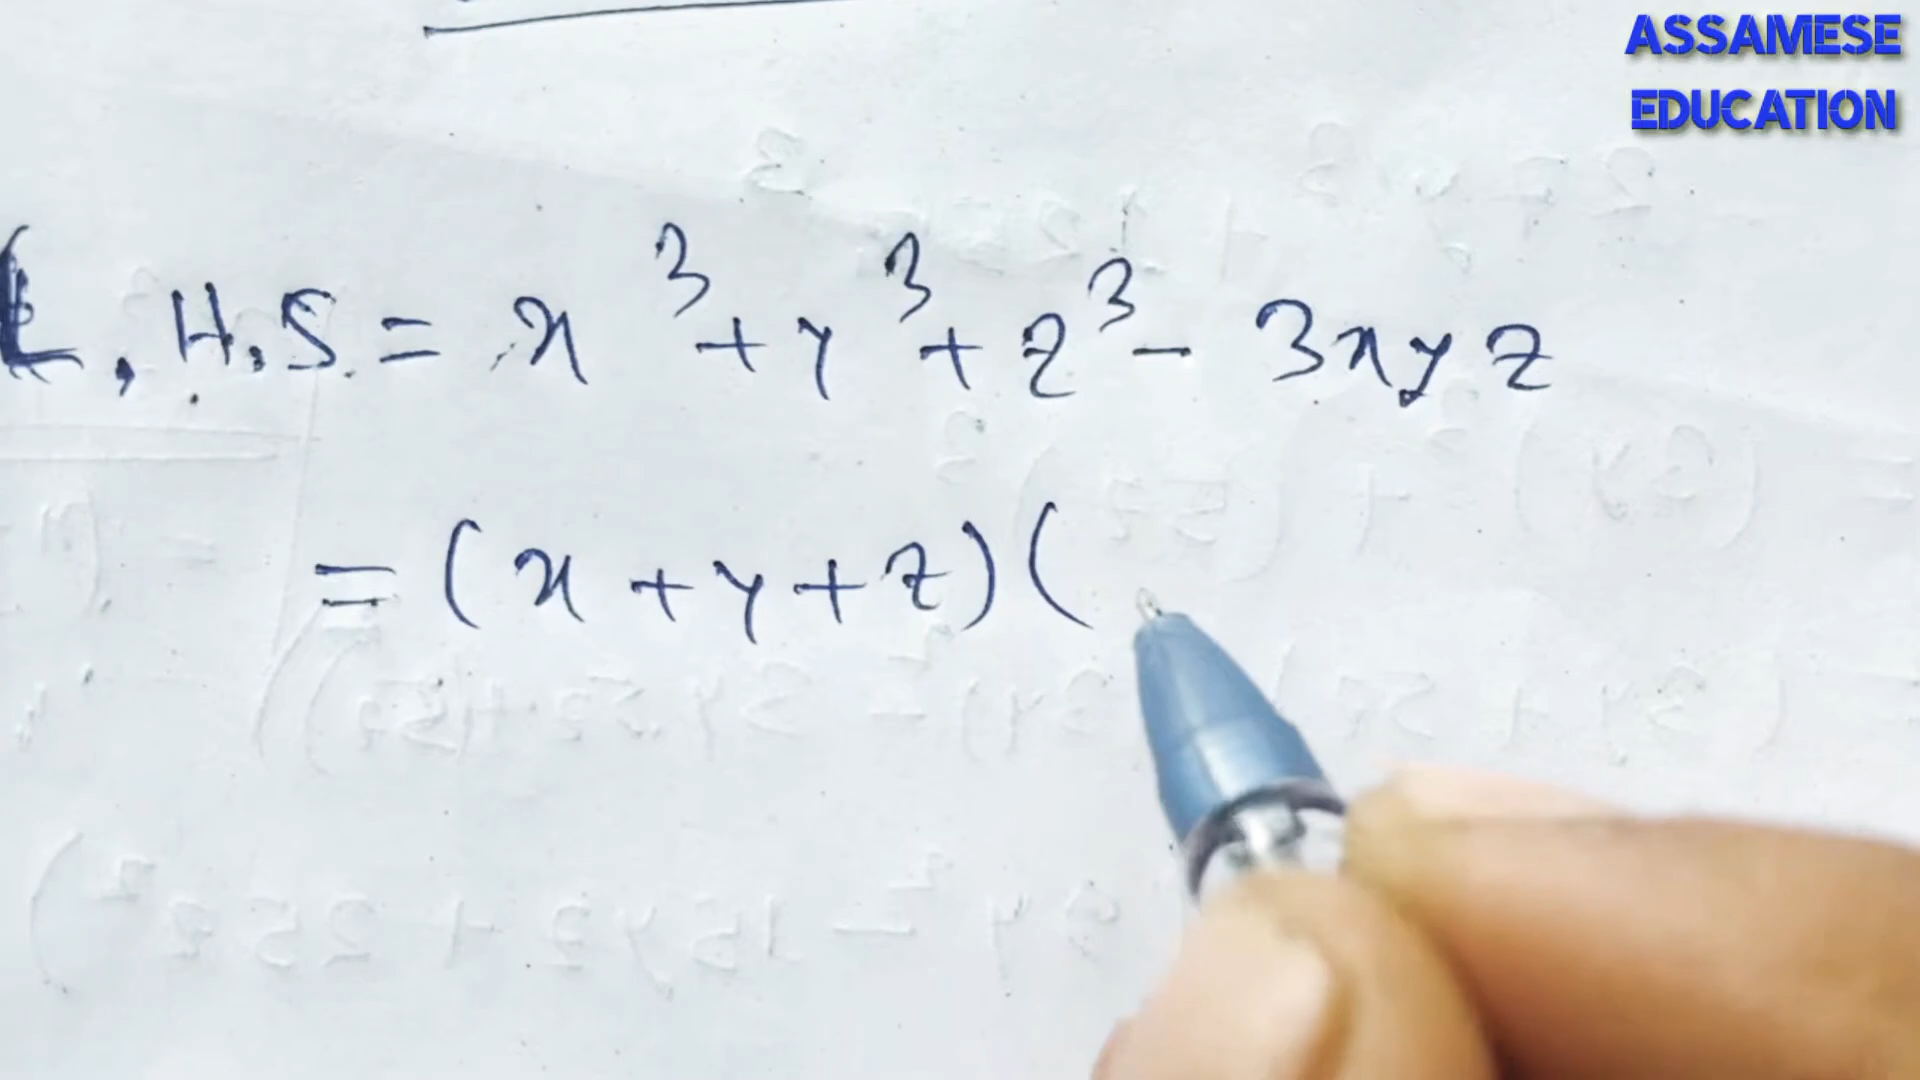 ASSAMESE
EDUCATION
L.H.S. = x³ + y³ + z³ - 3xyz
= (x + y + z) (